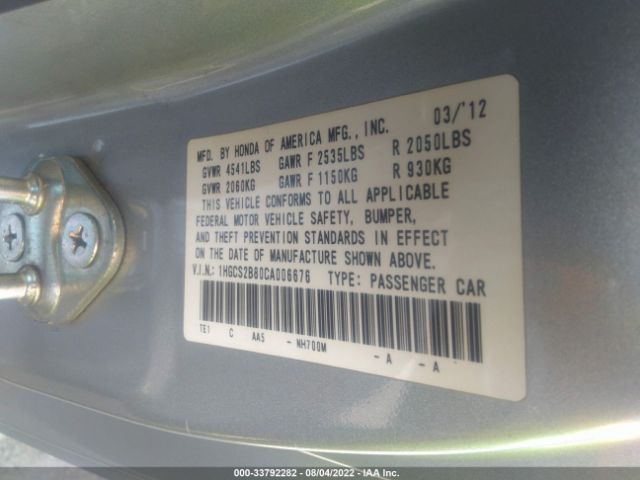 03/'12
MFD. BY HONDA OF AMERICA MFG., INC.
GVWR 4541LBS GAWR F 2535LBS R 2050LBS
GVWR 2060KG GAWR F 1150KG R 930KG
THIS VEHICLE CONFORMS TO ALL APPLICABLE
FEDERAL MOTOR VEHICLE SAFETY, BUMPER,
AND THEFT PREVENTION STANDARDS IN EFFECT
ON THE DATE OF MANUFACTURE SHOWN ABOVE.
V.I.N.: 1HGCS2B80CA006676 TYPE: PASSENGER CAR
TE1 C AA5 - NH700M - A - A
000-33792282 - 08/04/2022 - IAA Inc.